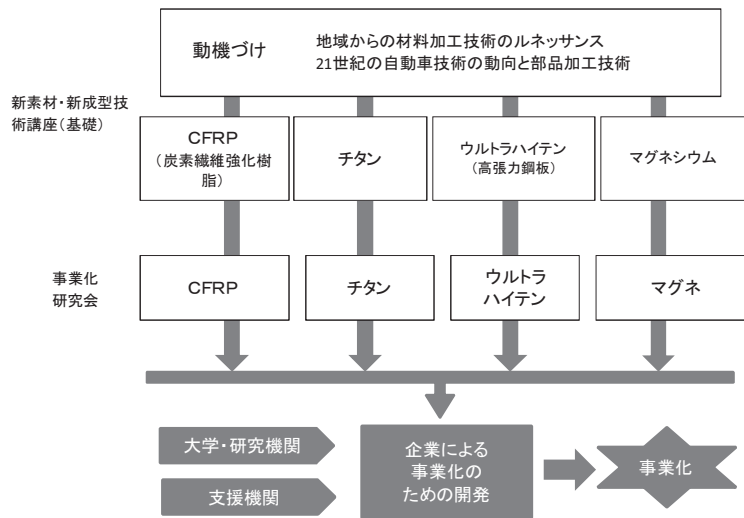 動機づけ
地域からの材料加工技術のルネッサンス
21世紀の自動車技術の動向と部品加工技術
新素材・新成型技
術講座(基礎)
CFRP
(炭素繊維強化樹
脂)
チタン
ウルトラハイテン
(高張力鋼板)
マグネシウム
事業化
研究会
CFRP
チタン
ウルトラ
ハイテン
マグネ
大学・研究機関
支援機関
企業による
事業化の
ための開発
事業化